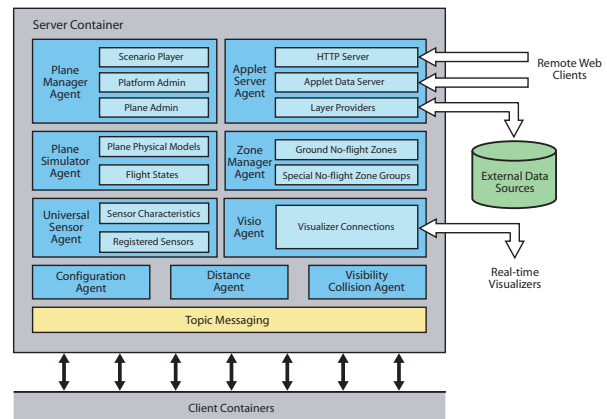 Server Container
Plane
Manager
Agent
Scenario Player
Platform Admin
Plane Admin
Applet
Server
Agent
HTTP Server
Applet Data Server
Layer Providers
Remote Web
Clients
Plane
Simulator
Agent
Plane Physical Models
Flight States
Zone
Manager
Agent
Ground No-flight Zones
Special No-flight Zone Groups
External Data
Sources
Universal
Sensor
Agent
Sensor Characteristics
Registered Sensors
Visio
Agent
Visualizer Connections
Real-time
Visualizers
Configuration
Agent
Distance
Agent
Visibility
Collision Agent
Topic Messaging
Client Containers